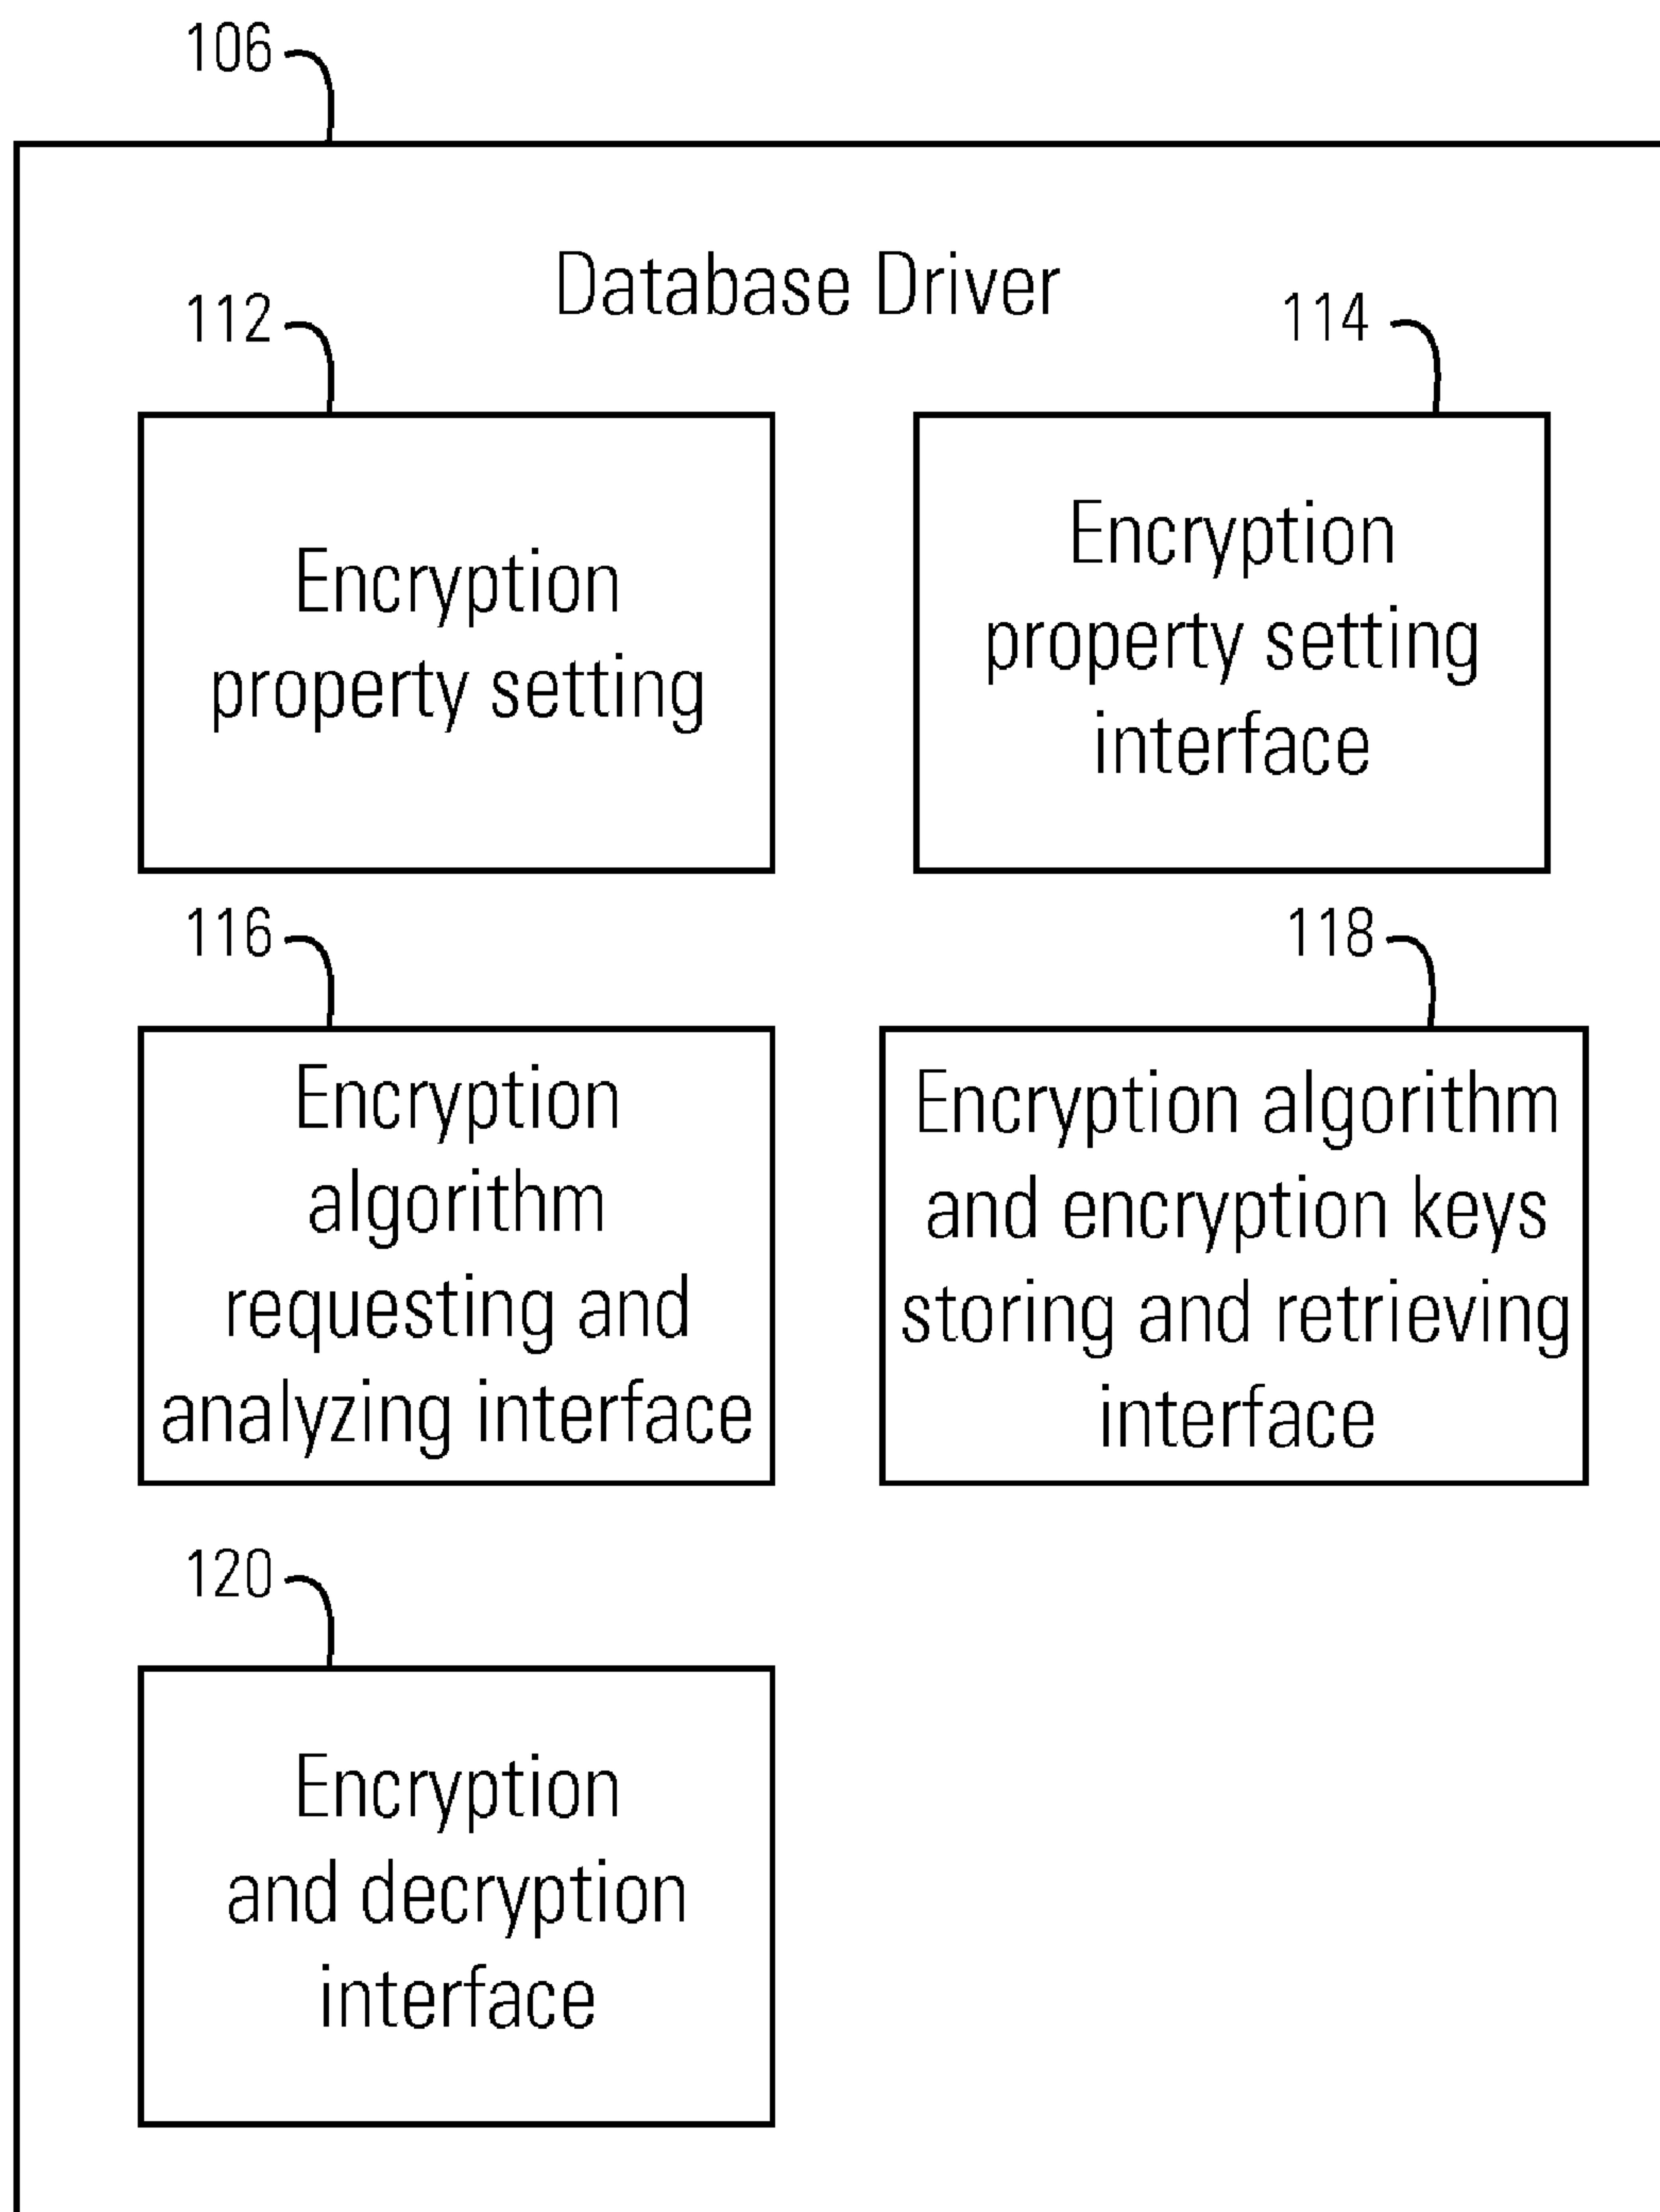 106
Database Driver
112
114
Encryption
property setting
Encryption
property setting
interface
116
118
Encryption
algorithm
requesting and
analyzing interface
Encryption algorithm
and encryption keys
storing and retrieving
interface
120
Encryption
and decryption
interface